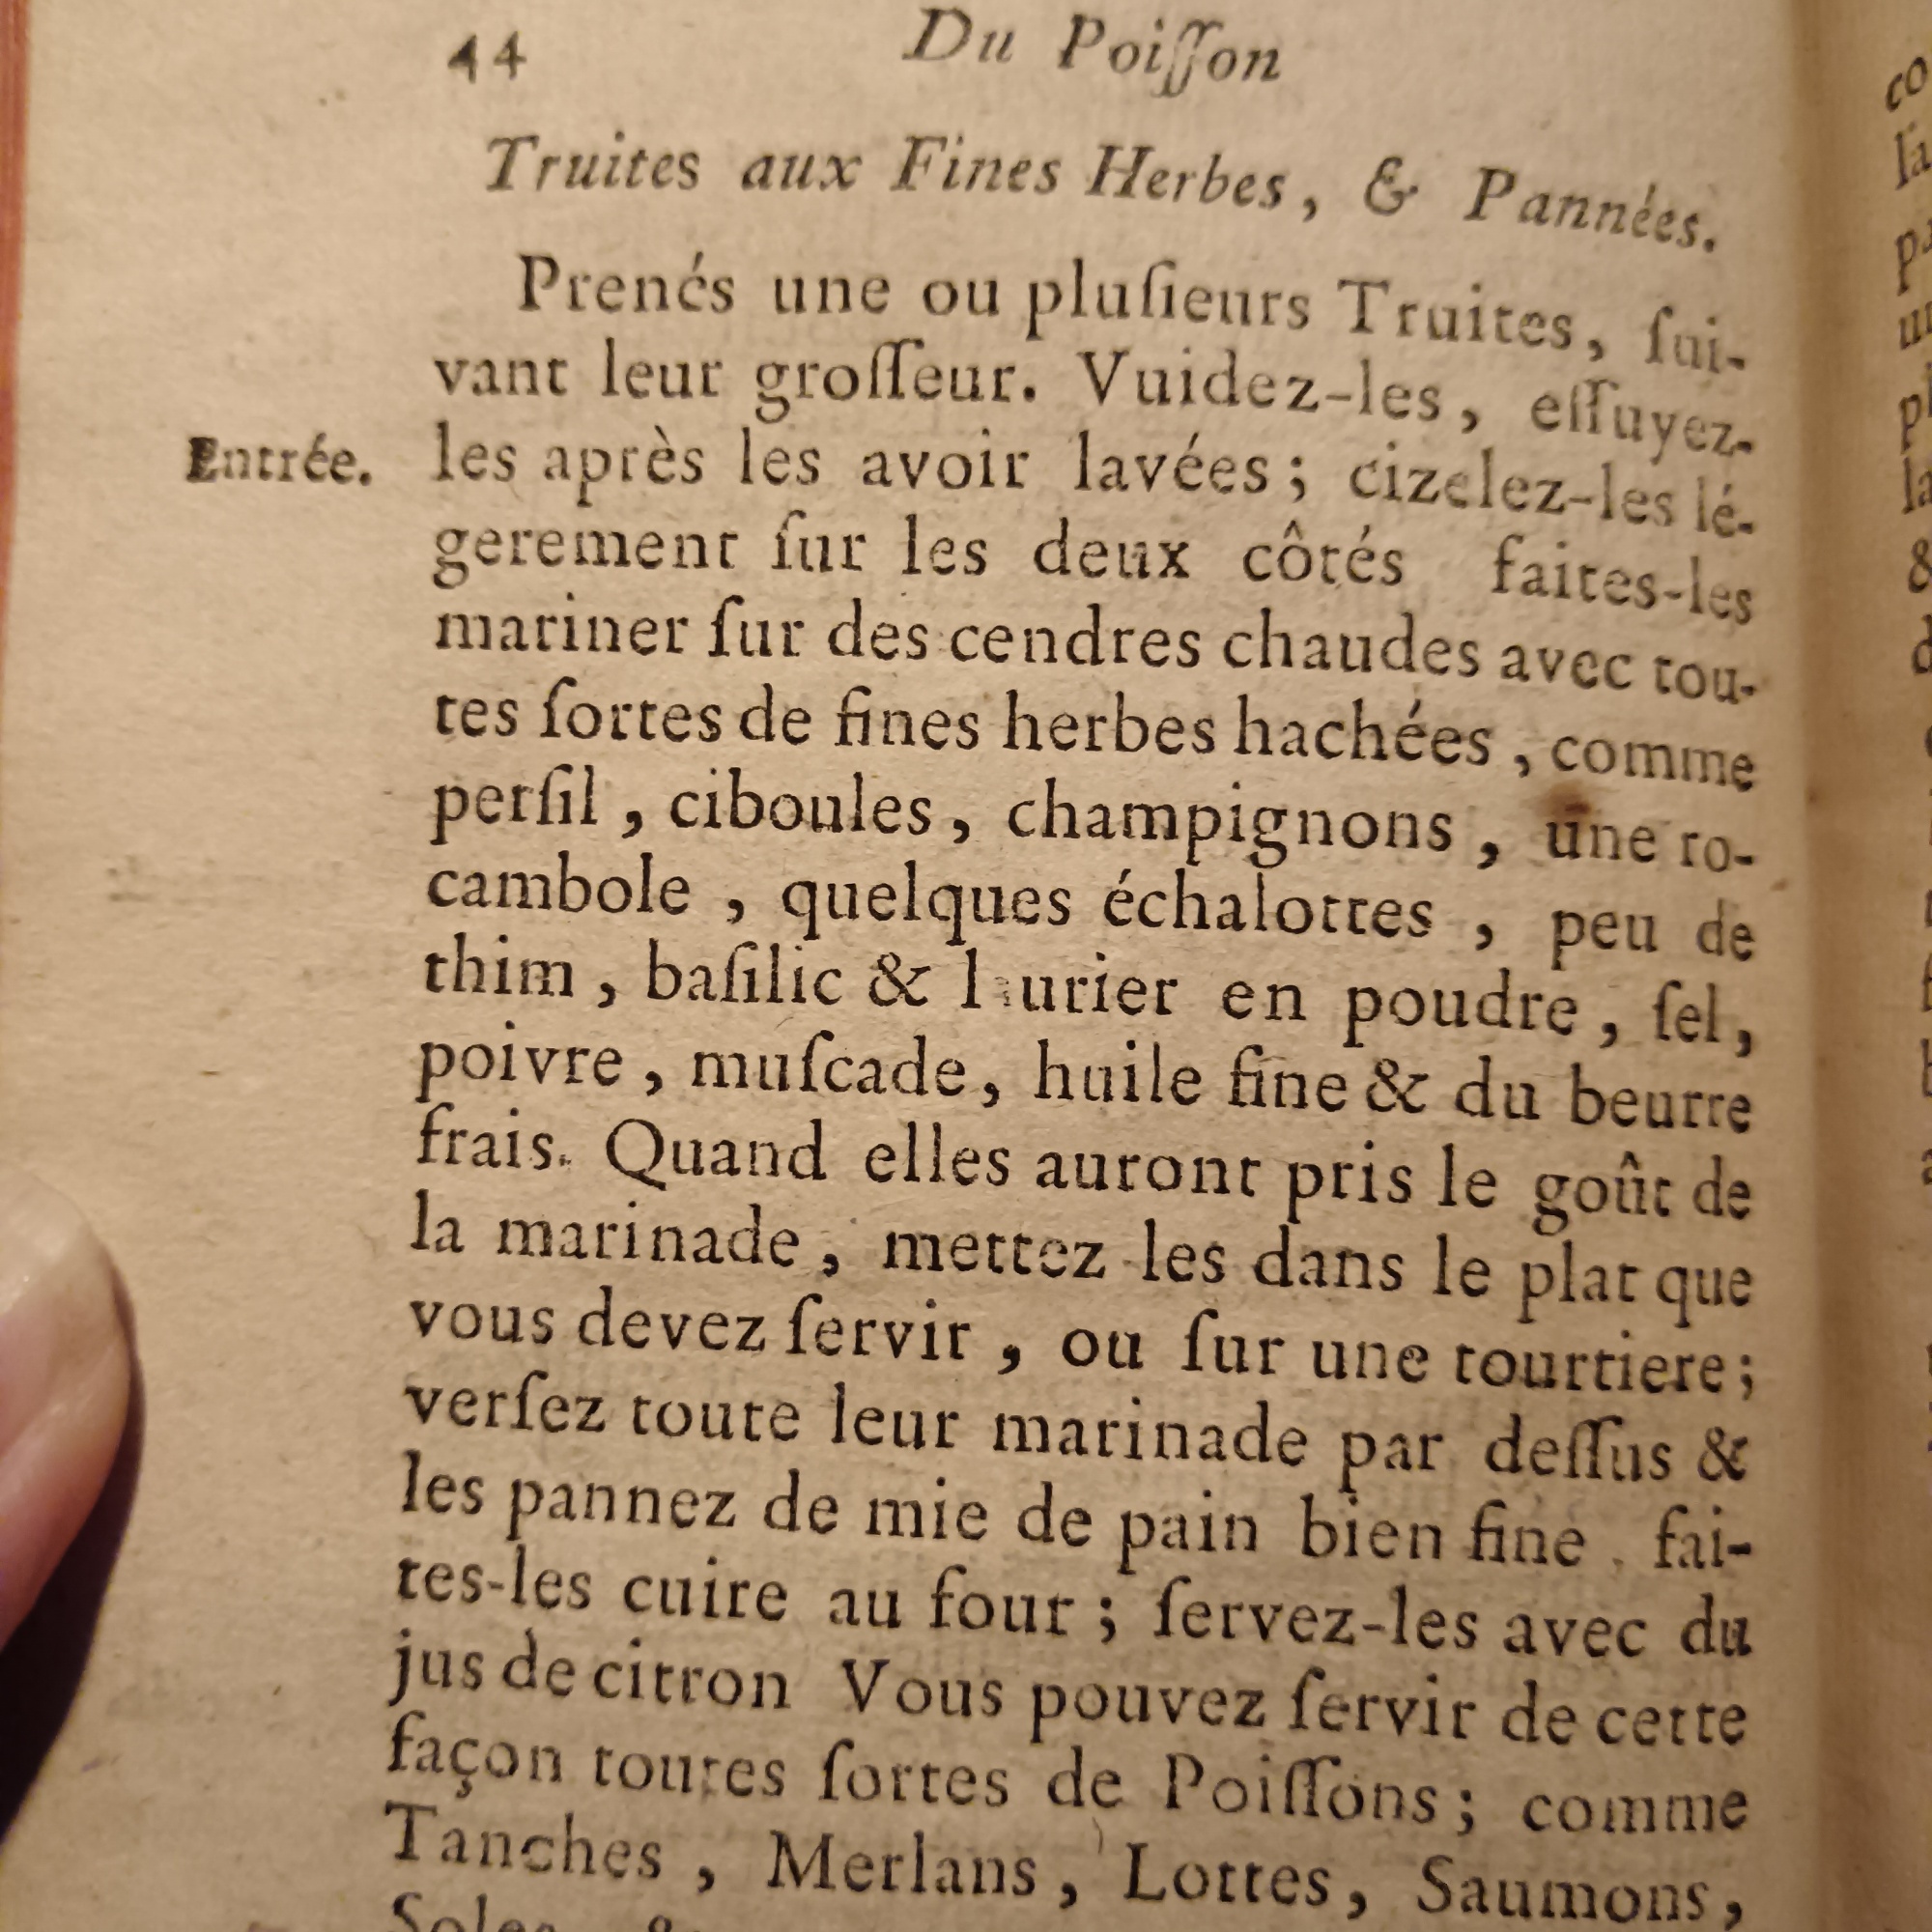 44 Du Poiſſon
Truites aux Fines Herbes, & Pannées.
Prenés une ou pluſieurs Truites, ſui-
vant leur groſſeur. Vuidez-les, eſſuyez-
Entrée. les après les avoir lavées; cizelez-les lé-
gerement ſur les deux côtés faites-les
mariner ſur des cendres chaudes avec tou-
tes ſortes de fines herbes hachées, comme
perſil, ciboules, champignons, une ro-
cambole, quelques échalottes, peu de
thim, baſilic & laurier en poudre, ſel,
poivre, muſcade, huile fine & du beurre
frais. Quand elles auront pris le goût de
la marinade, mettez-les dans le plat que
vous devez ſervir, ou ſur une tourtiere;
verſez toute leur marinade par deſſus &
les pannez de mie de pain bien fine. fai-
tes-les cuire au four; ſervez-les avec du
jus de citron Vous pouvez ſervir de cette
façon toutes ſortes de Poiſſons; comme
Tanches, Merlans, Lottes, Saumons,